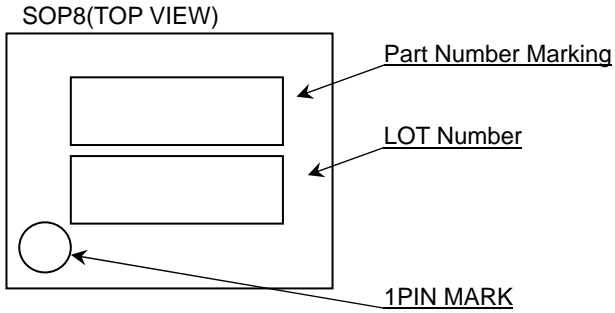 SOP8(TOP VIEW)
Part Number Marking
LOT Number
1PIN MARK